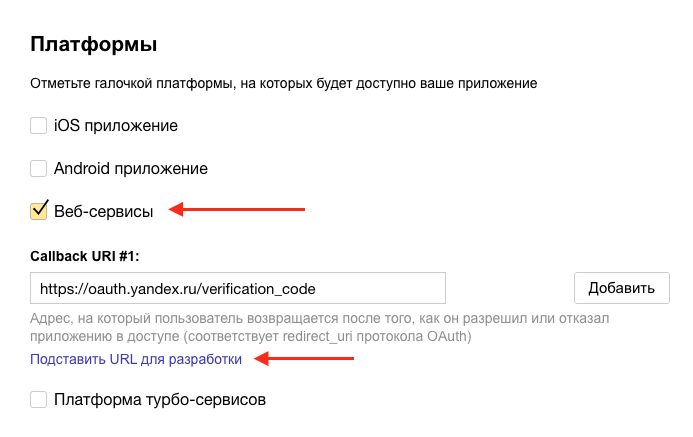 Платформы
Отметьте галочкой платформы, на которых будет доступно ваше приложение
iOS приложение
Android приложение
Веб-сервисы
Callback URI #1:
https://oauth.yandex.ru/verification_code
Добавить
Адрес, на который пользователь возвращается после того, как он разрешил или отказал
приложению в доступе (соответствует redirect_uri протокола OAuth)
Подставить URL для разработки
Платформа турбо-сервисов